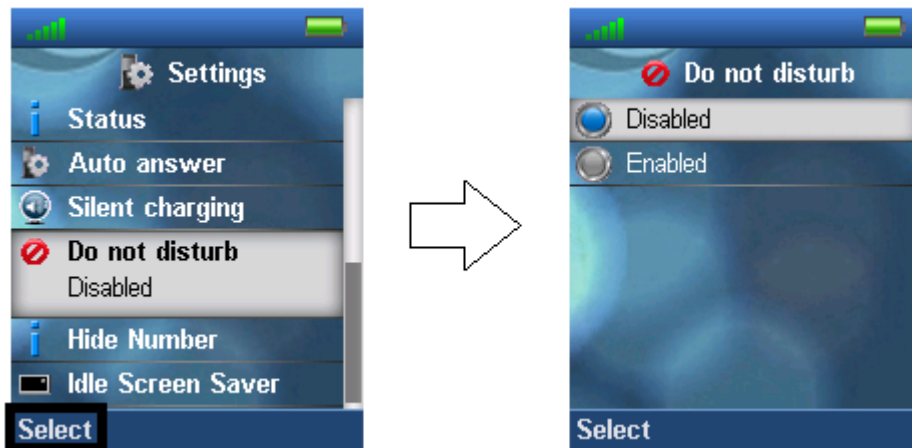 Settings
Status
Auto answer
Silent charging
Do not disturb
Disabled
Hide Number
Idle Screen Saver
Select
Do not disturb
Disabled
Enabled
Select